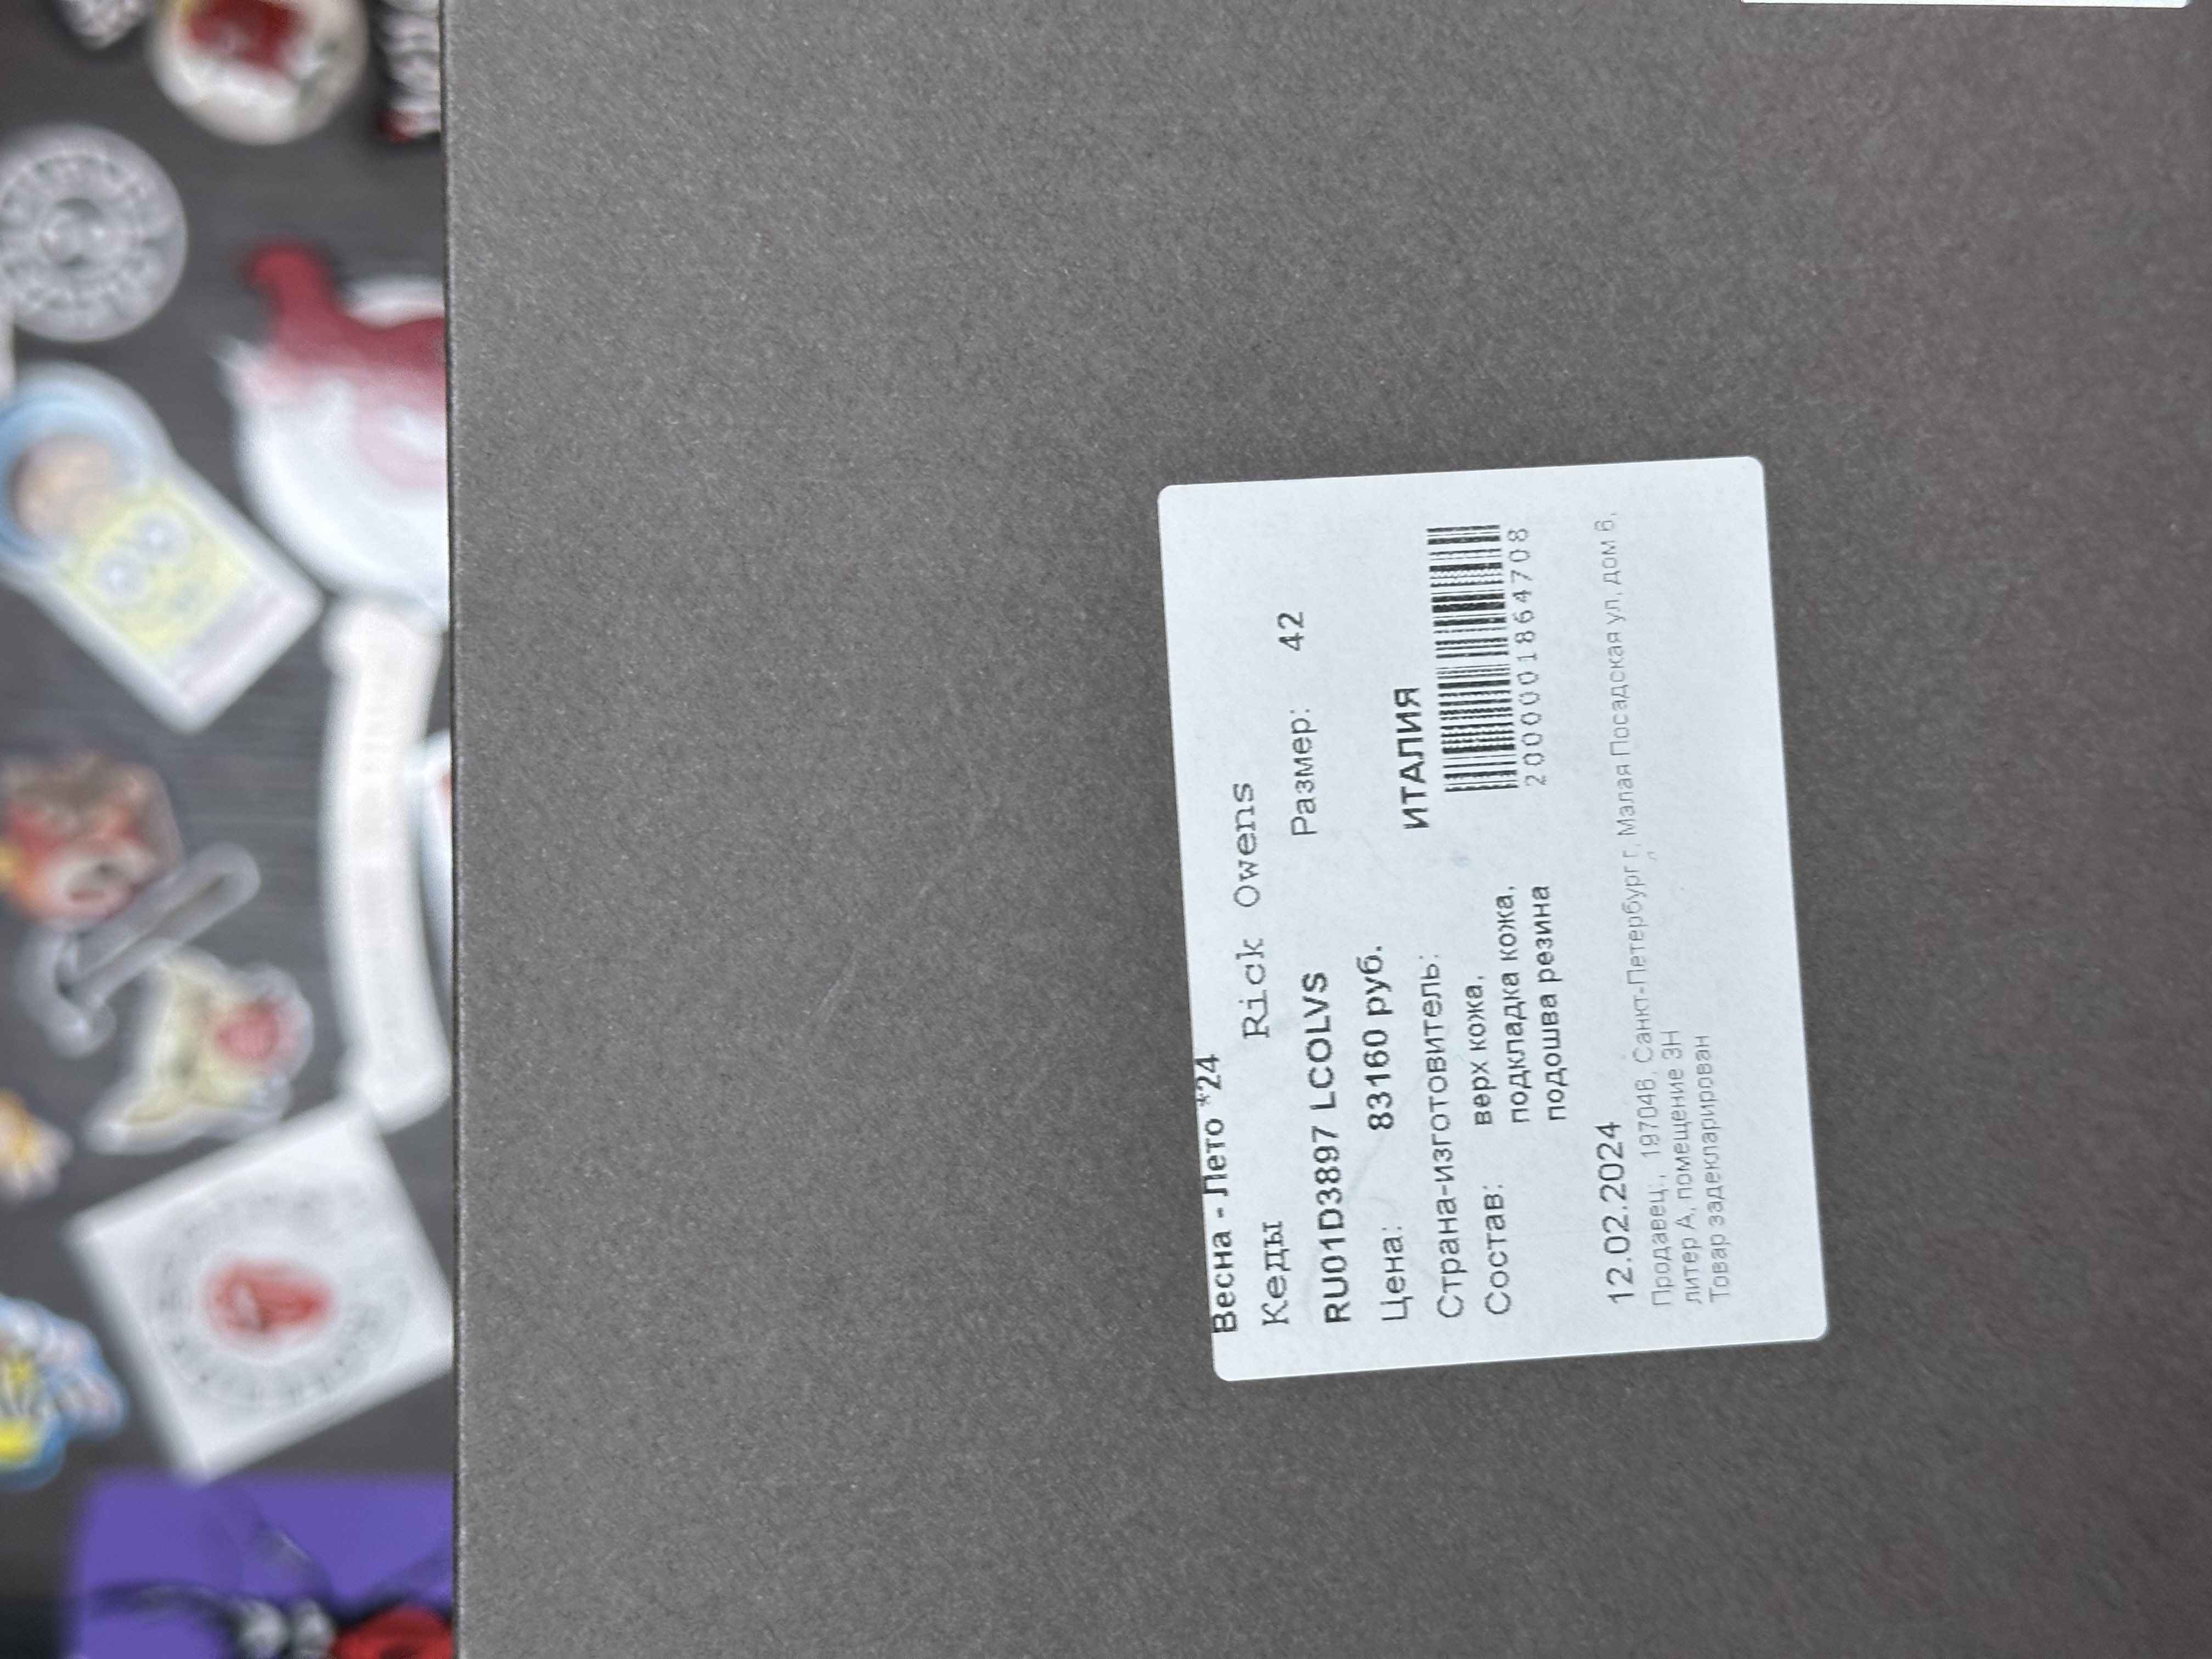 Весна - Лето *24
Кеды Rick Owens
RU01D3897 LCOLVS Размер: 42
Цена: 83160 руб.
Страна-изготовитель: ИТАЛИЯ
Состав: верх кожа,
подкладка кожа,
подошва резина
2000001864708
12.02.2024
Продавец:, 197046, Санкт-Петербург г, Малая Посадская ул, дом 6,
литер А, помещение 3Н
Товар задекларирован